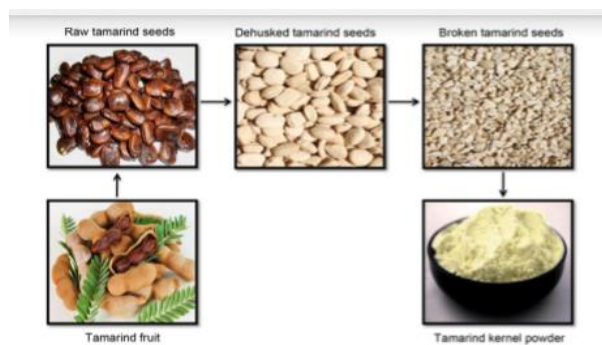 Raw tamarind seeds
Dehusked tamarind seeds
Broken tamarind seeds
Tamarind fruit
Tamarind kernel powder